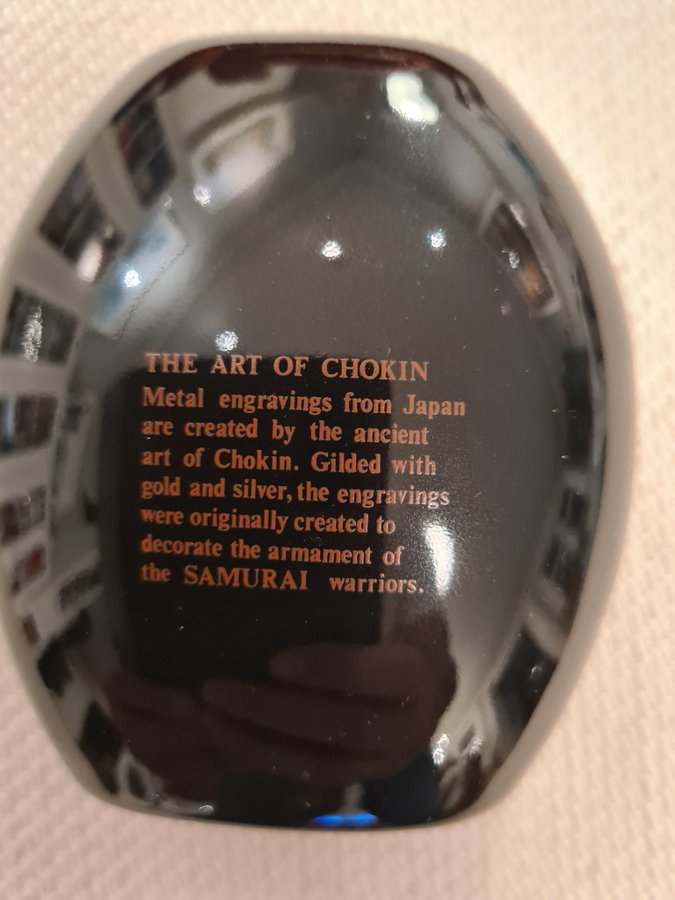 THE ART OF CHOKIN
Metal engravings from Japan
are created by the ancient
art of Chokin. Gilded with
gold and silver, the engravings
were originally created to
decorate the armament of
the SAMURAI warriors.